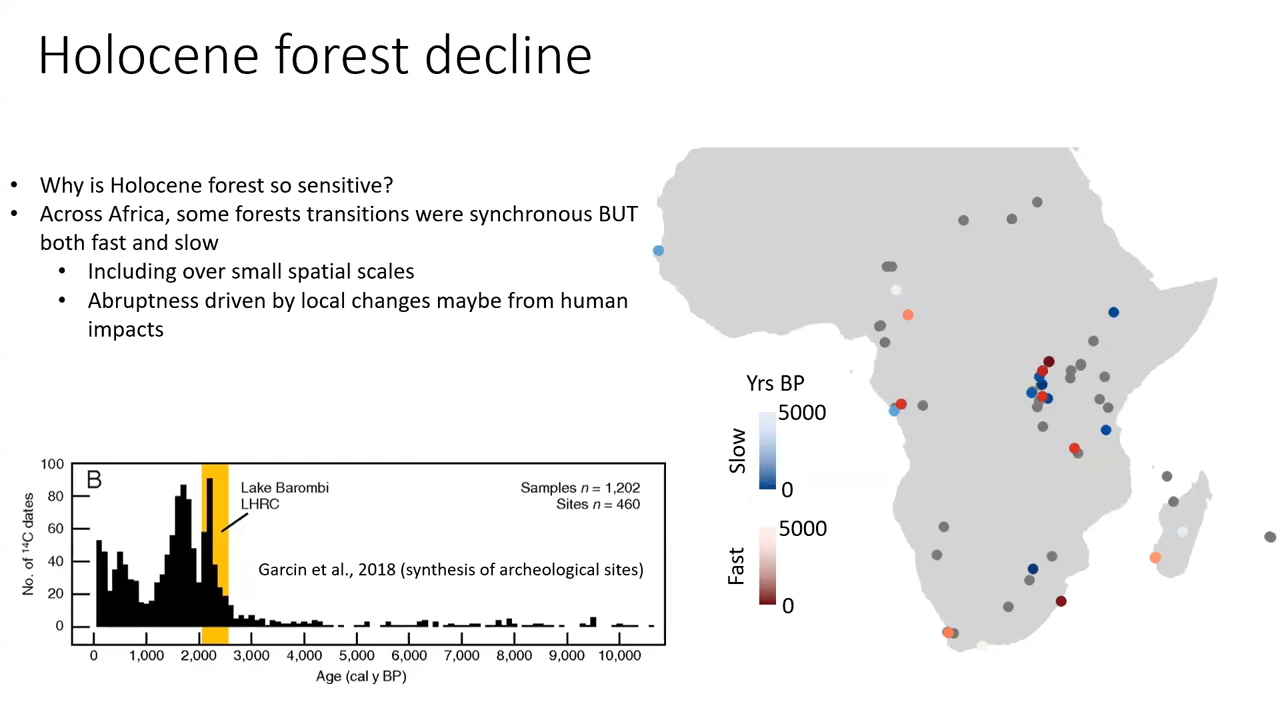 Holocene forest decline
• Why is Holocene forest so sensitive?
• Across Africa, some forests transitions were synchronous BUT
both fast and slow
• Including over small spatial scales
• Abruptness driven by local changes maybe from human
impacts
Yrs BP
Slow
5000
0
Fast
5000
0
B
Lake Barombi
LHRC
Samples n = 1,202
Sites n = 460
Garcin et al., 2018 (synthesis of archeological sites)
No. of ¹⁴C dates
100
80
60
40
20
0
0 1,000 2,000 3,000 4,000 5,000 6,000 7,000 8,000 9,000 10,000
Age (cal y BP)